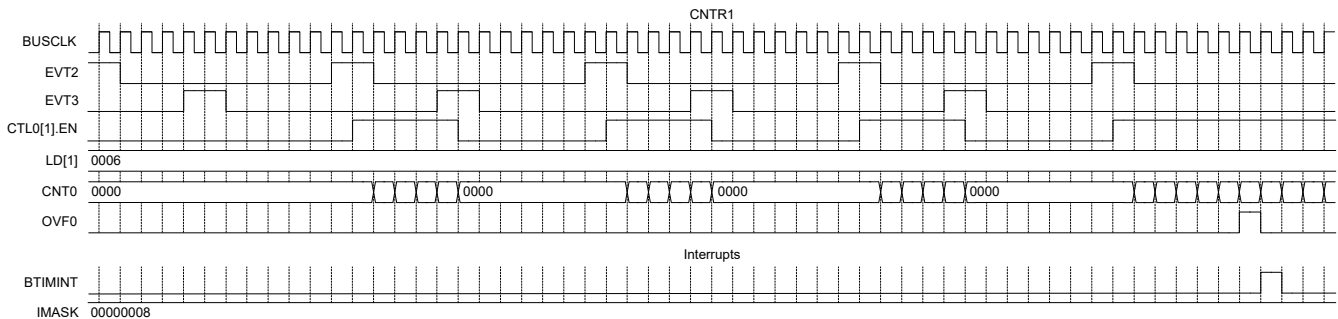 CNTR1
BUSCLK
EVT2
EVT3
CTL0[1].EN
LD[1] 0006
CNT0 0000 0000 0000 0000
OVF0
Interrupts
BTIMINT
IMASK 00000008